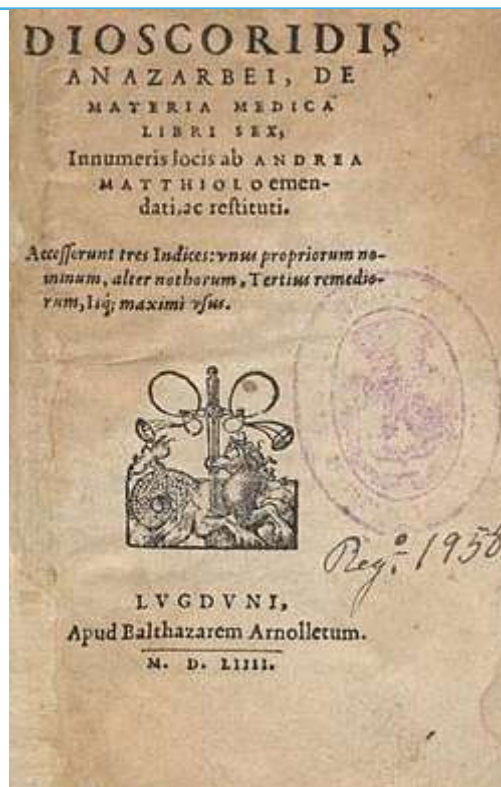 DIOSCORIDIS
ANAZARBEI, DE
MATERIA MEDICA
LIBRI SEX,
Innumeris locis ab ANDREA
MATTHIOLO emen-
dati, ac reſtituti.
Acceſſerunt tres Indices: vnus propriorum no-
minum, alter nothorum, Tertius remedio-
rum, Iiq; maximi vſus.
Reg.º 1950
LVGDVNI,
Apud Balthazarem Arnolletum.
M. D. LIIII.